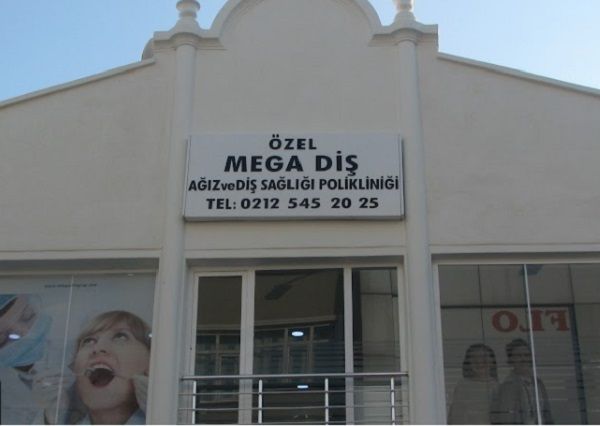 ÖZEL
MEGA DİŞ
AĞIZveDİŞ SAĞLIĞI POLİKLİNİĞİ
TEL: 0212 545 20 25
FLO